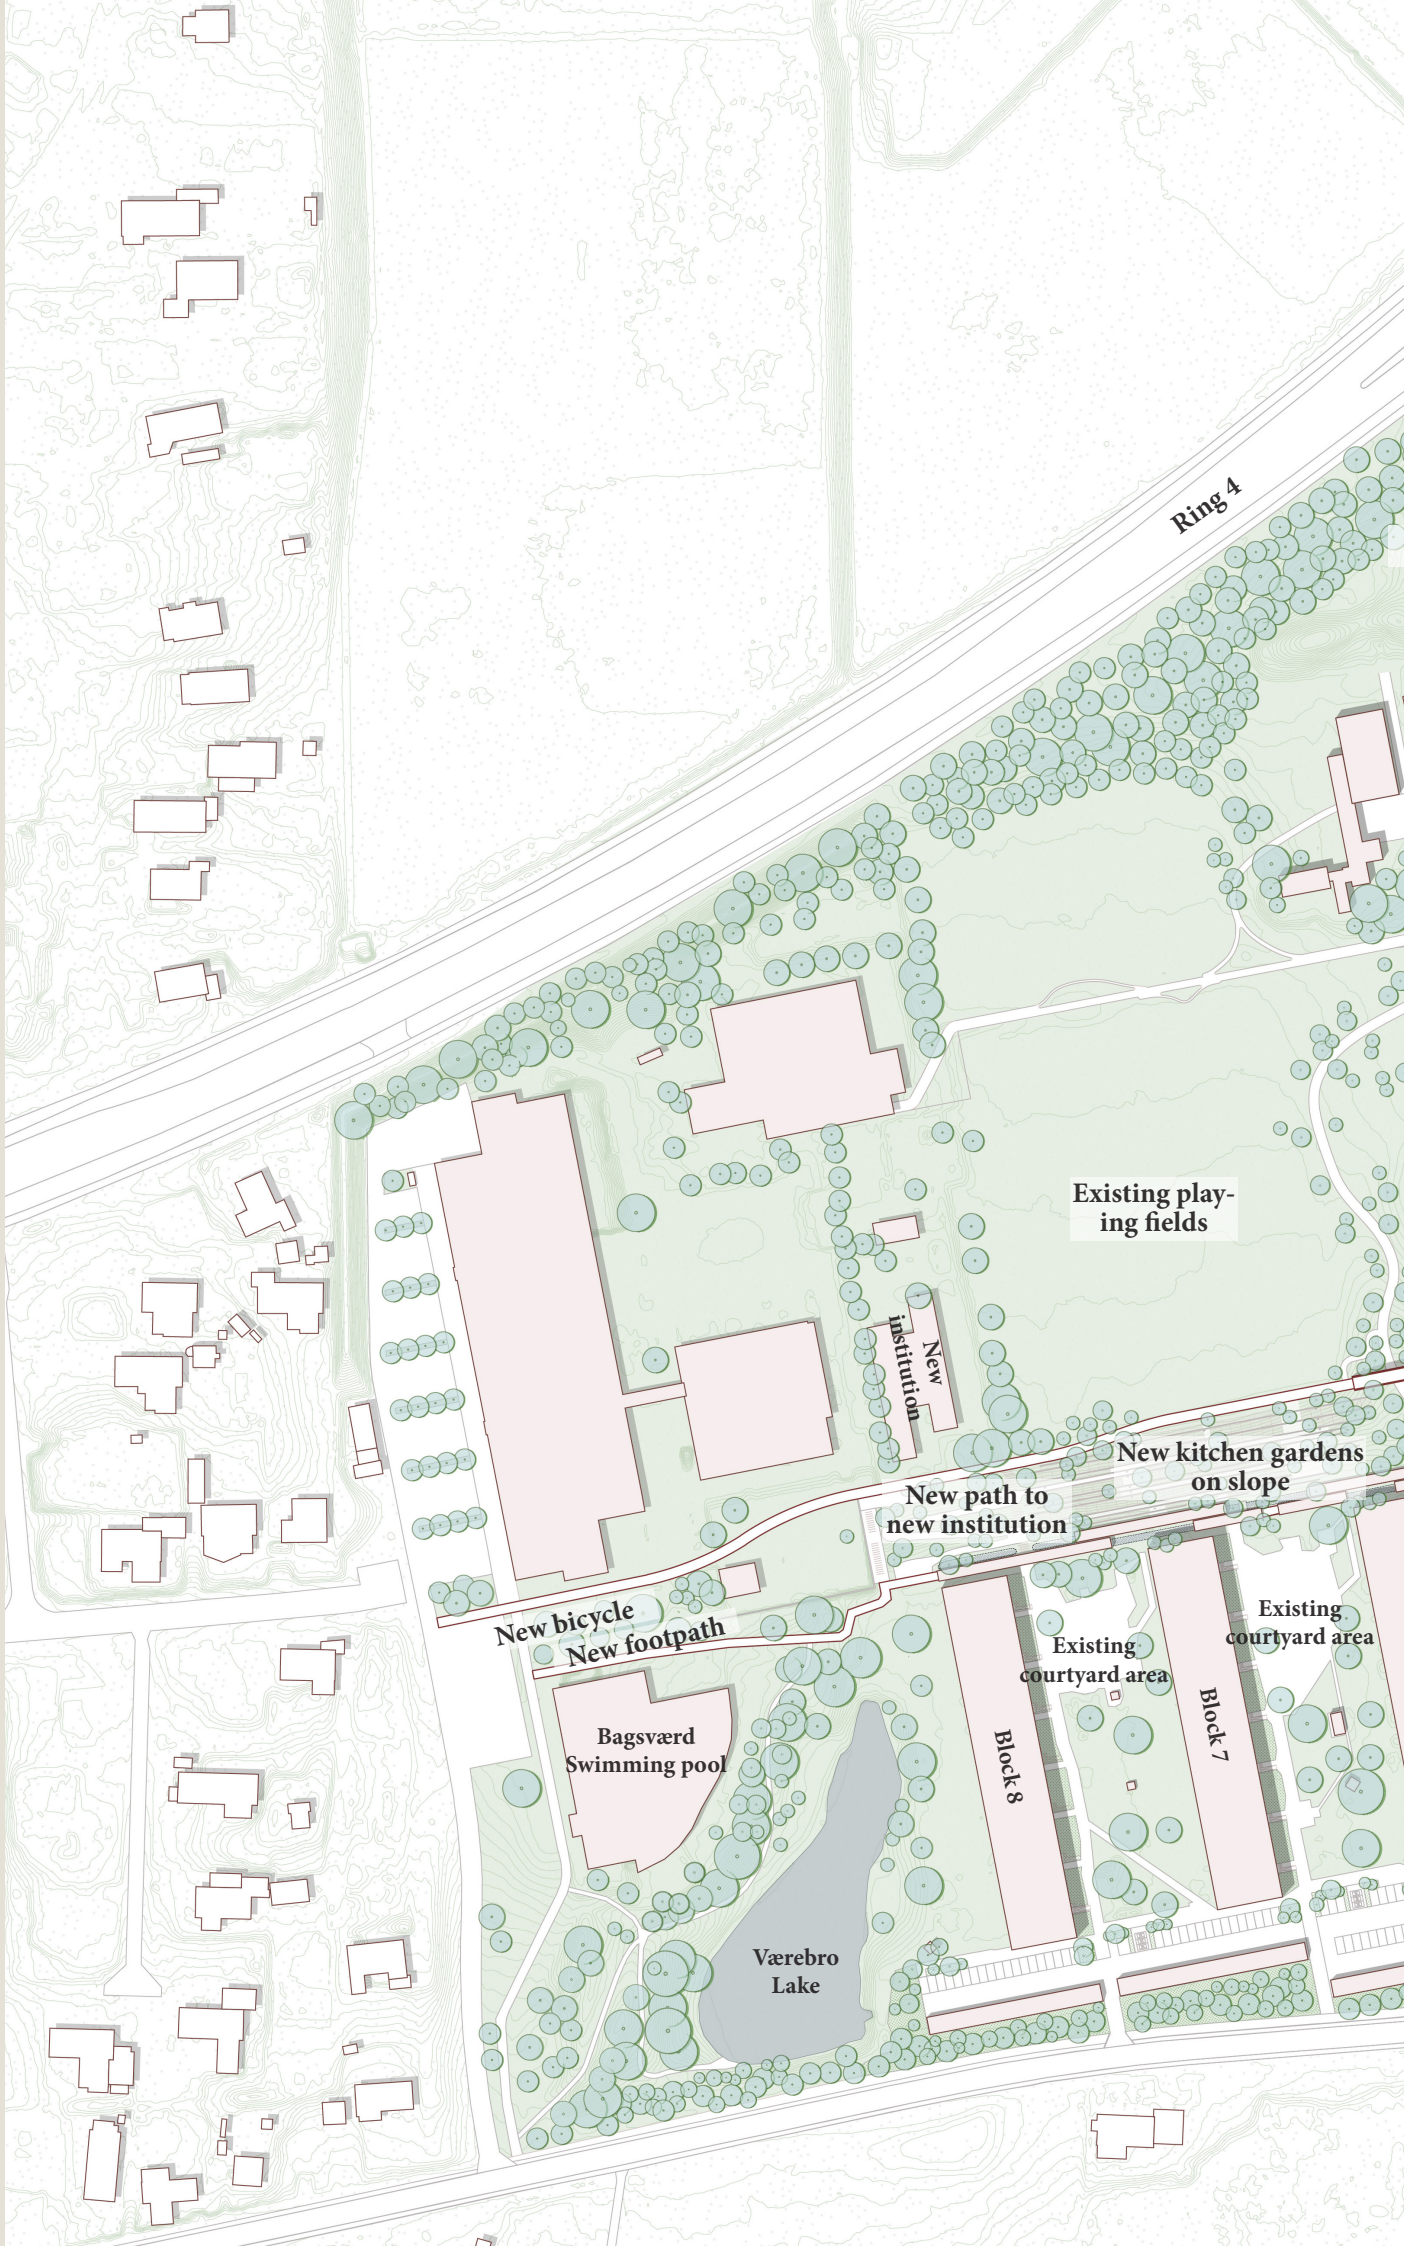 Ring 4
Existing play-
ing fields
New
institution
New kitchen gardens
on slope
New path to
new institution
New bicycle
New footpath
Existing
courtyard area
Existing
courtyard area
Block 7
Block 8
Bagsværd
Swimming pool
Værebro
Lake